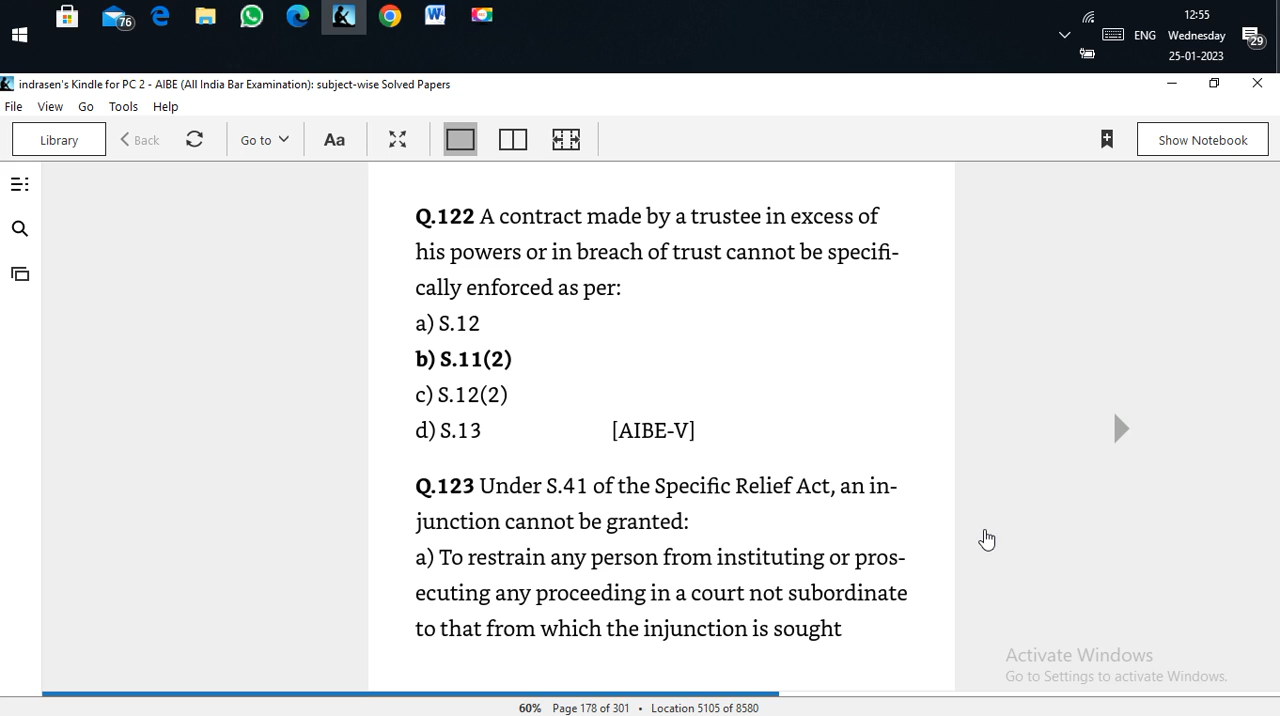 76
12:55
ENG Wednesday
29
25-01-2023
indrasen's Kindle for PC 2 - AIBE (All India Bar Examination): subject-wise Solved Papers
File View Go Tools Help
Library Back Go to Aa Show Notebook
Q.122 A contract made by a trustee in excess of
his powers or in breach of trust cannot be specifi-
cally enforced as per:
a) S.12
b) S.11(2)
c) S.12(2)
d) S.13 [AIBE-V]
Q.123 Under S.41 of the Specific Relief Act, an in-
junction cannot be granted:
a) To restrain any person from instituting or pros-
ecuting any proceeding in a court not subordinate
to that from which the injunction is sought
Activate Windows
Go to Settings to activate Windows.
60% Page 178 of 301 • Location 5105 of 8580